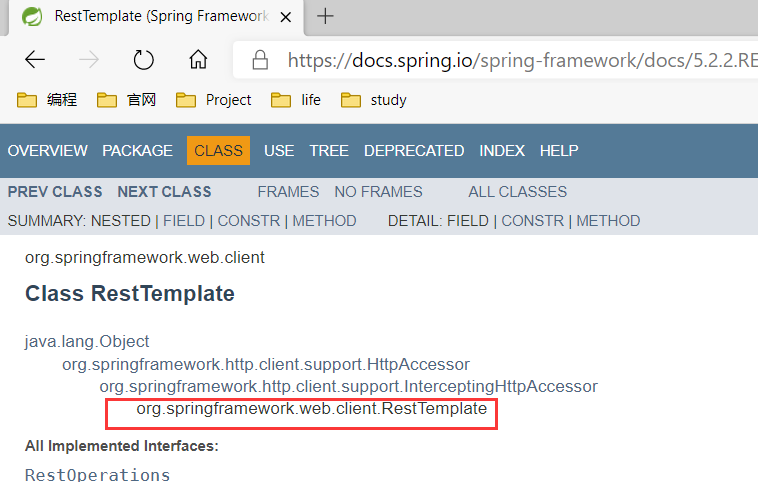 RestTemplate (Spring Framework
https://docs.spring.io/spring-framework/docs/5.2.2.RE
编程 官网 Project life study
OVERVIEW PACKAGE CLASS USE TREE DEPRECATED INDEX HELP
PREV CLASS NEXT CLASS FRAMES NO FRAMES ALL CLASSES
SUMMARY: NESTED | FIELD | CONSTR | METHOD DETAIL: FIELD | CONSTR | METHOD
org.springframework.web.client
Class RestTemplate
java.lang.Object
org.springframework.http.client.support.HttpAccessor
org.springframework.http.client.support.InterceptingHttpAccessor
org.springframework.web.client.RestTemplate
All Implemented Interfaces:
RestOperations